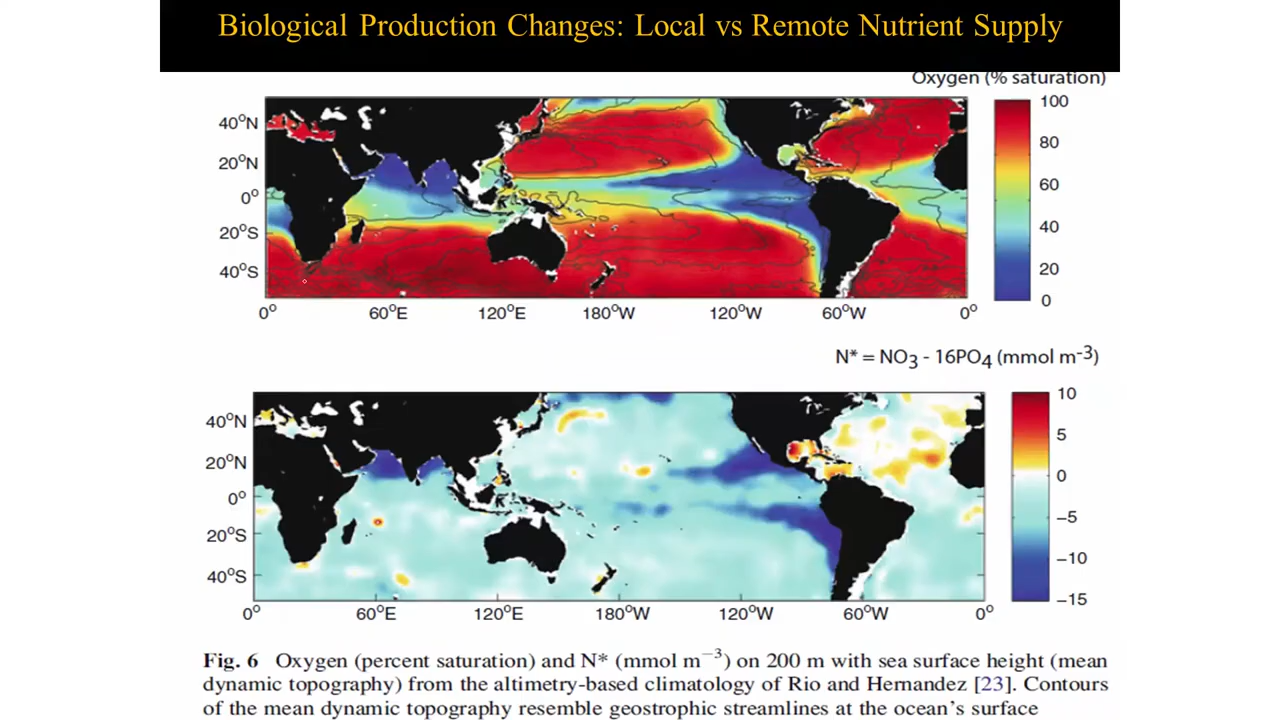 Biological Production Changes: Local vs Remote Nutrient Supply
Oxygen (% saturation)
40°N
20°N
0°
20°S
40°S
0°
60°E
120°E
180°W
120°W
60°W
0°
100
80
60
40
20
0
N* = NO3 - 16PO4 (mmol m-3)
40°N
20°N
0°
20°S
40°S
0°
60°E
120°E
180°W
120°W
60°W
0°
10
5
0
−5
−10
−15
Fig. 6 Oxygen (percent saturation) and N* (mmol m−3) on 200 m with sea surface height (mean
dynamic topography) from the altimetry-based climatology of Rio and Hernandez [23]. Contours
of the mean dynamic topography resemble geostrophic streamlines at the ocean's surface